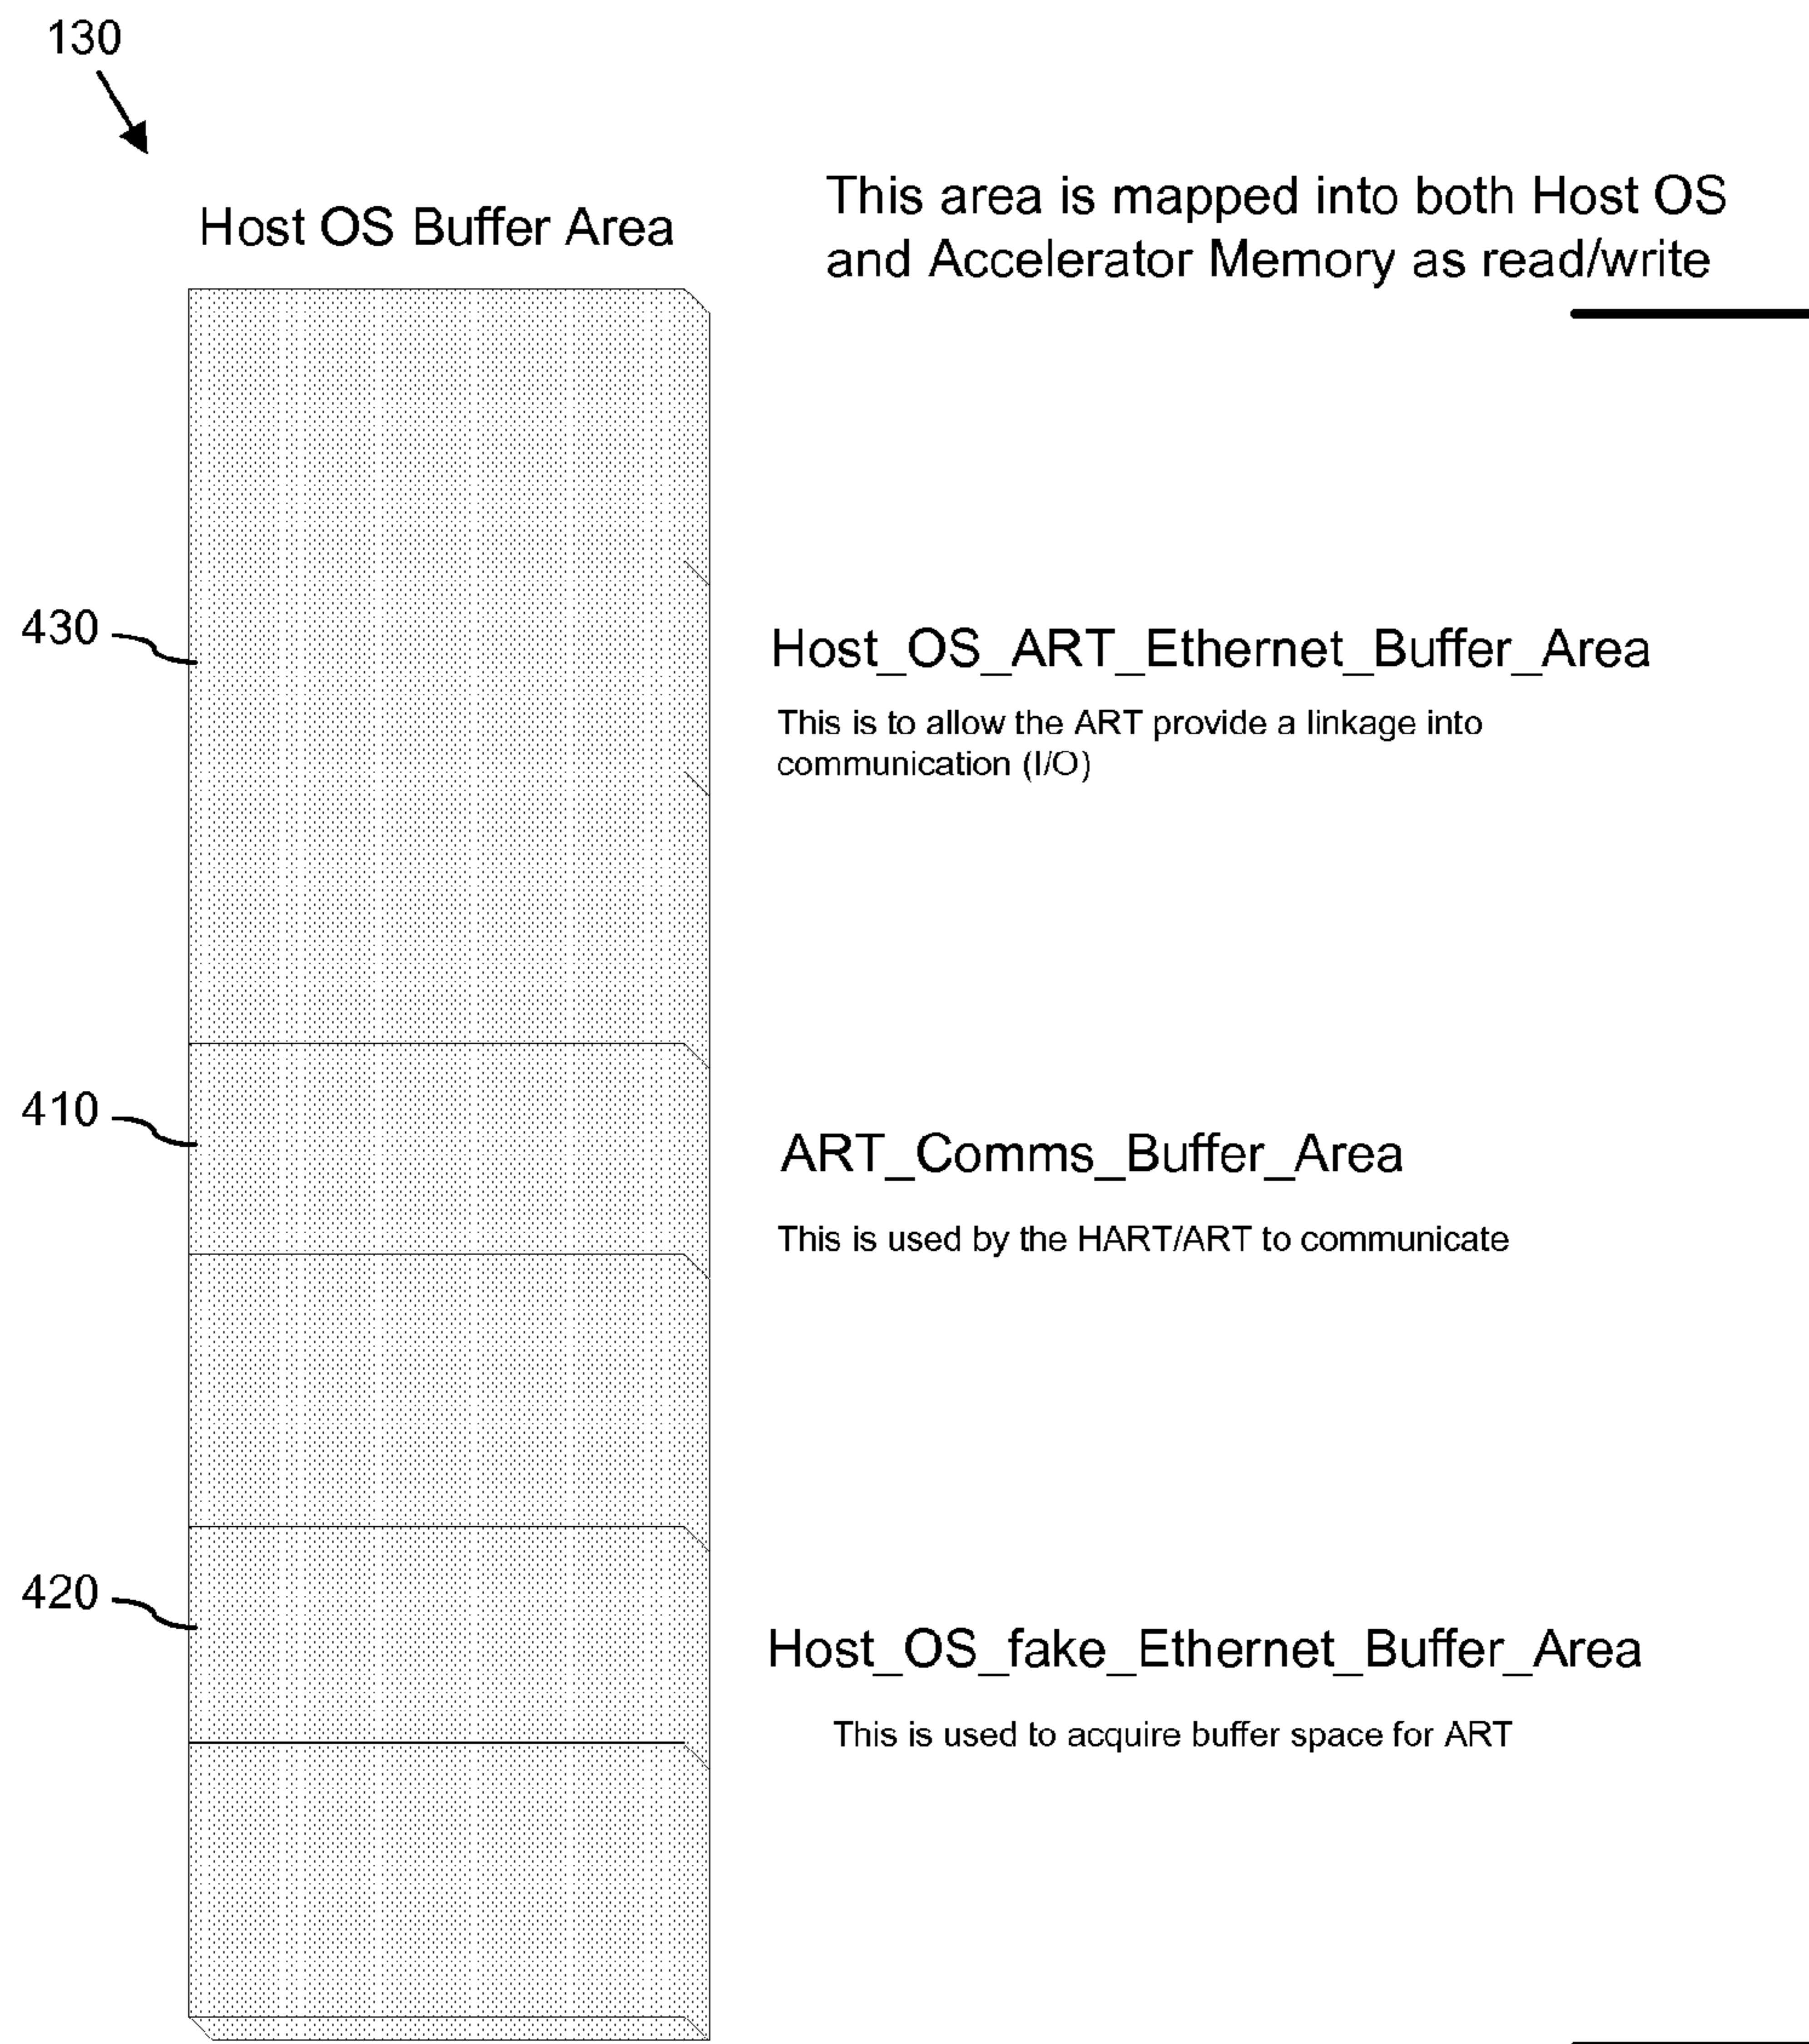 130
Host OS Buffer Area
This area is mapped into both Host OS
and Accelerator Memory as read/write
430
Host_OS_ART_Ethernet_Buffer_Area
This is to allow the ART provide a linkage into
communication (I/O)
410
ART_Comms_Buffer_Area
This is used by the HART/ART to communicate
420
Host_OS_fake_Ethernet_Buffer_Area
This is used to acquire buffer space for ART